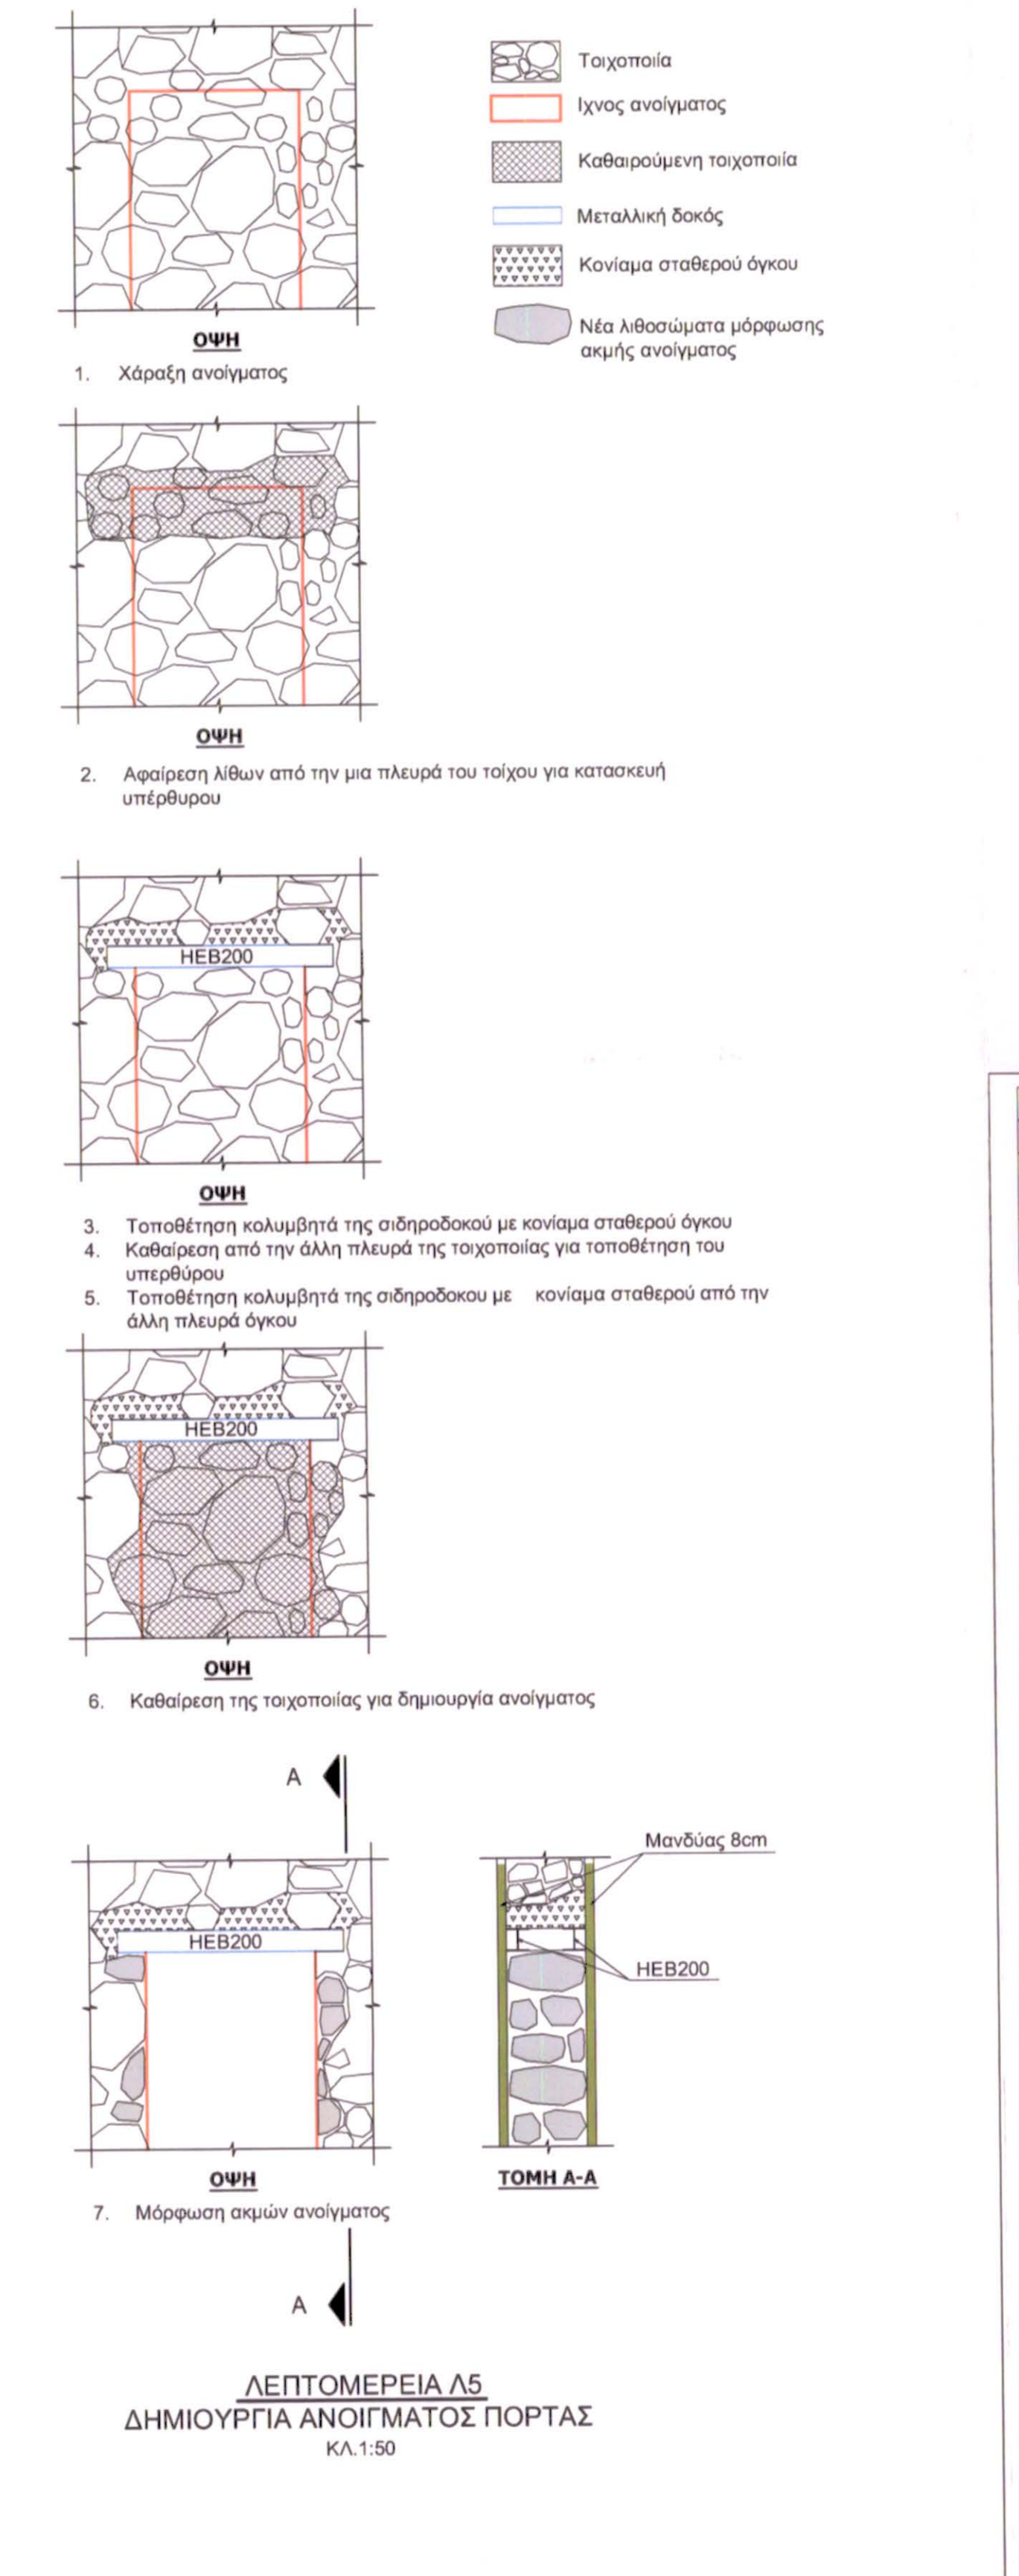 Τοιχοποιία
Ιχνος ανοίγματος
Καθαιρούμενη τοιχοποιία
Μεταλλική δοκός
Κονίαμα σταθερού όγκου
Νέα λιθοσώματα μόρφωσης
ακμής ανοίγματος
ΟΨΗ
1. Χάραξη ανοίγματος
ΟΨΗ
2. Αφαίρεση λίθων από την μια πλευρά του τοίχου για κατασκευή
υπέρθυρου
HEB200
ΟΨΗ
3. Τοποθέτηση κολυμβητά της σιδηροδοκού με κονίαμα σταθερού όγκου
4. Καθαίρεση από την άλλη πλευρά της τοιχοποιίας για τοποθέτηση του
υπερθύρου
5. Τοποθέτηση κολυμβητά της σιδηροδοκου με κονίαμα σταθερού από την
άλλη πλευρά όγκου
HEB200
ΟΨΗ
6. Καθαίρεση της τοιχοποιίας για δημιουργία ανοίγματος
A
Μανδύας 8cm
HEB200
HEB200
ΟΨΗ
ΤΟΜΗ Α-Α
7. Μόρφωση ακμών ανοίγματος
A
ΛΕΠΤΟΜΕΡΕΙΑ Λ5
ΔΗΜΙΟΥΡΓΙΑ ΑΝΟΙΓΜΑΤΟΣ ΠΟΡΤΑΣ
ΚΛ.1:50